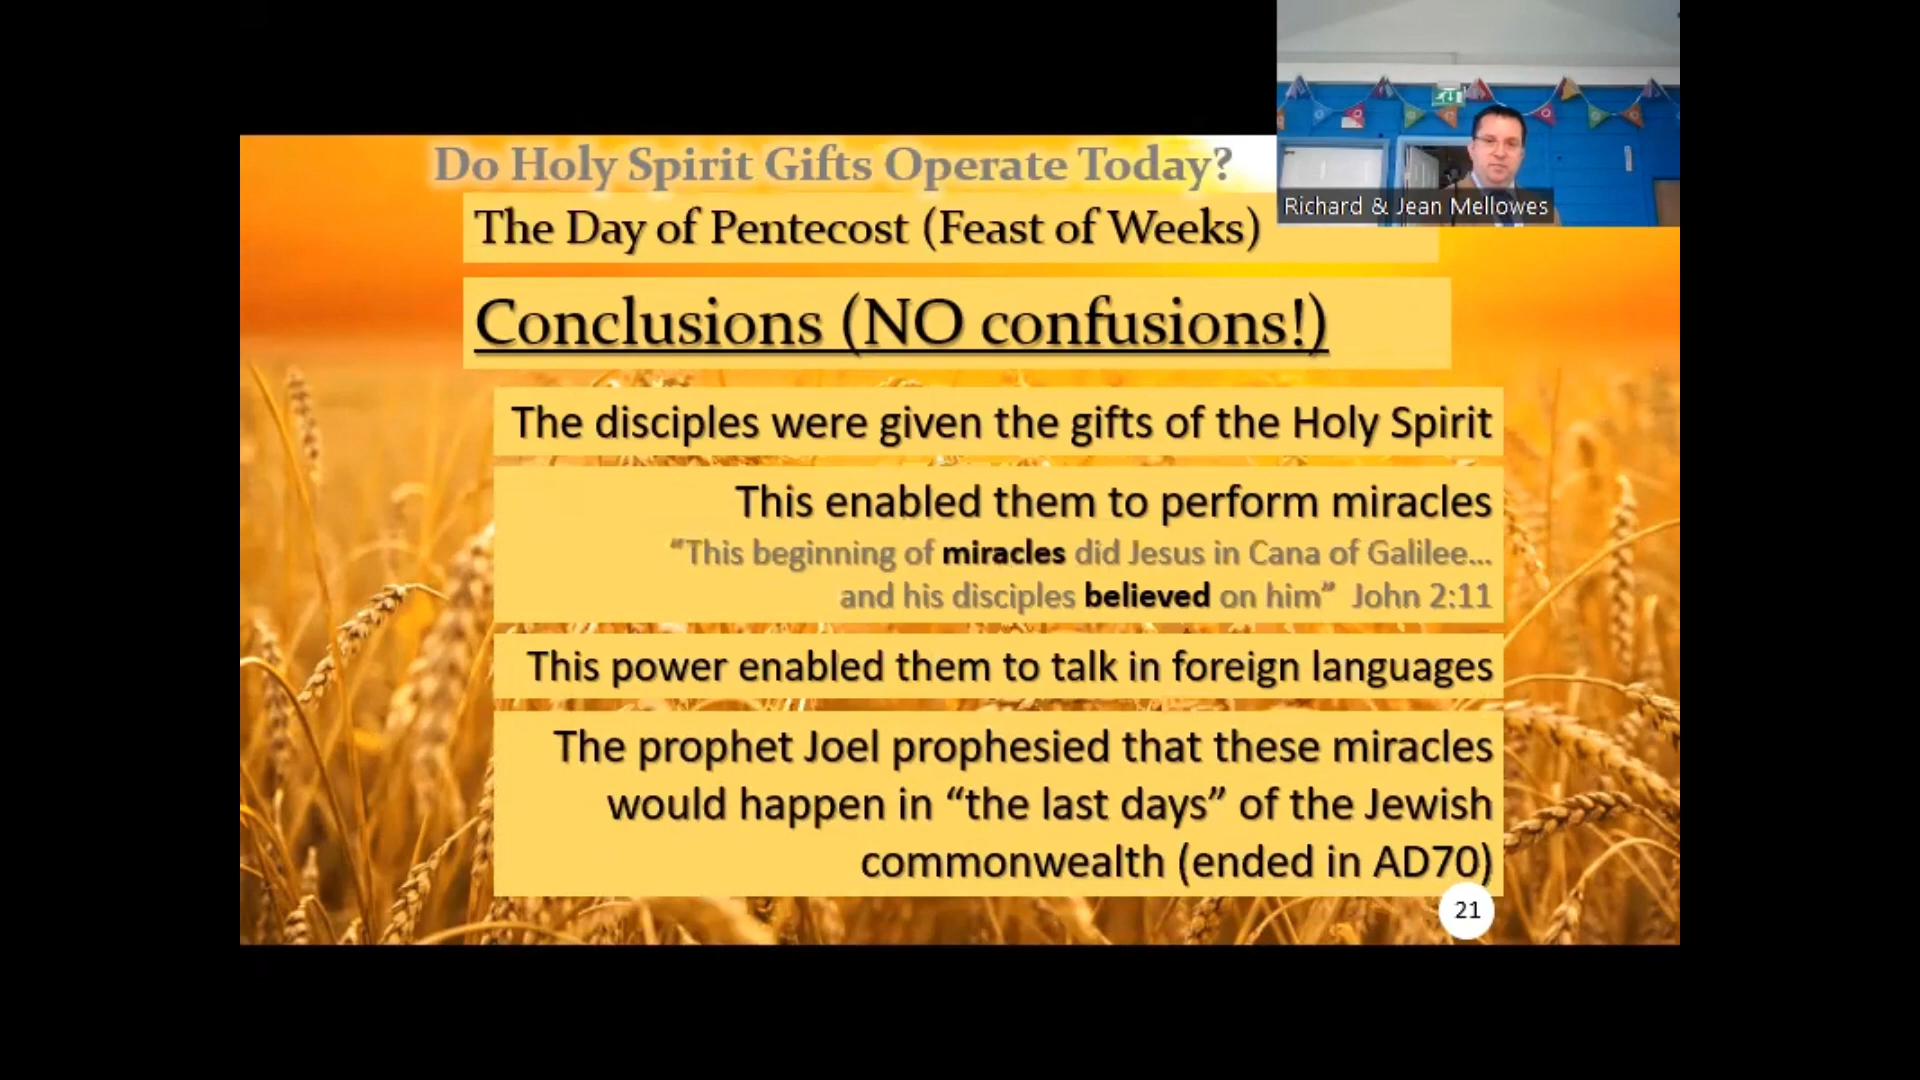 Do Holy Spirit Gifts Operate Today?
Richard & Jean Mellowes
The Day of Pentecost (Feast of Weeks)
Conclusions (NO confusions!)
The disciples were given the gifts of the Holy Spirit
This enabled them to perform miracles
“This beginning of miracles did Jesus in Cana of Galilee...
and his disciples believed on him” John 2:11
This power enabled them to talk in foreign languages
The prophet Joel prophesied that these miracles
would happen in “the last days” of the Jewish
commonwealth (ended in AD70)
21